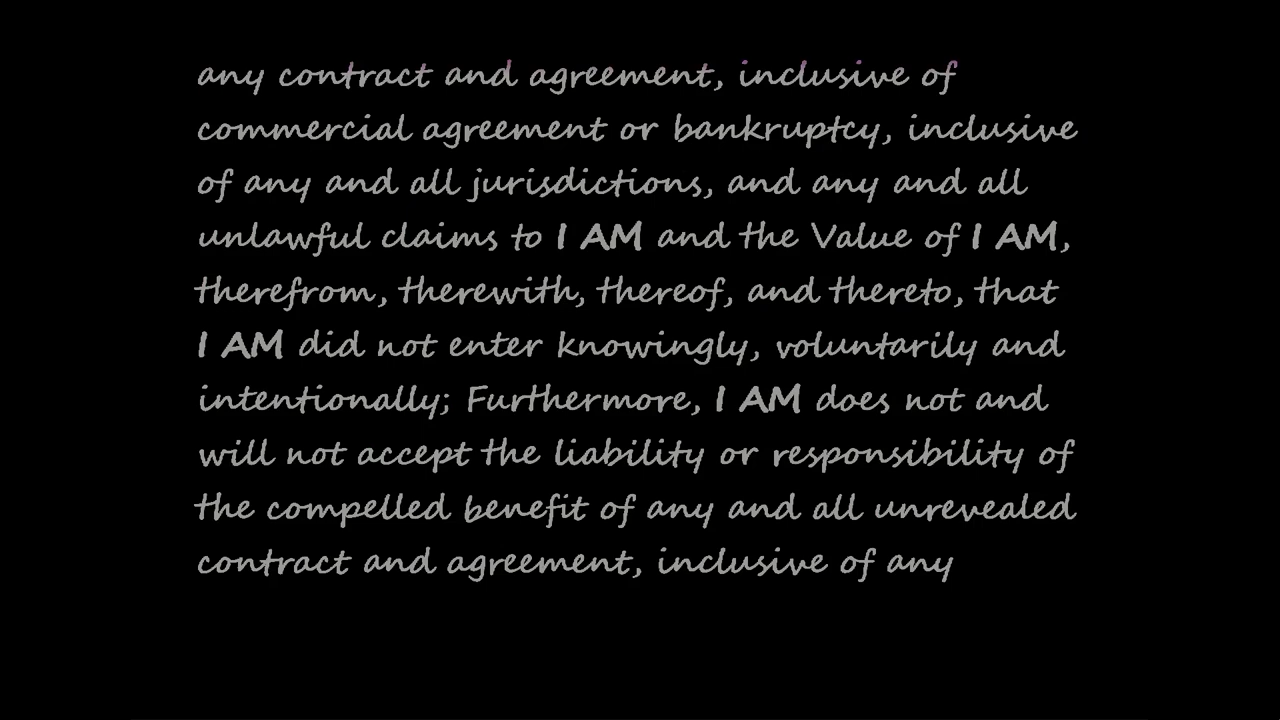 any contract and agreement, inclusive of
commercial agreement or bankruptcy, inclusive
of any and all jurisdictions, and any and all
unlawful claims to I AM and the Value of I AM,
therefrom, therewith, thereof, and thereto, that
I AM did not enter knowingly, voluntarily and
intentionally; Furthermore, I AM does not and
will not accept the liability or responsibility of
the compelled benefit of any and all unrevealed
contract and agreement, inclusive of any